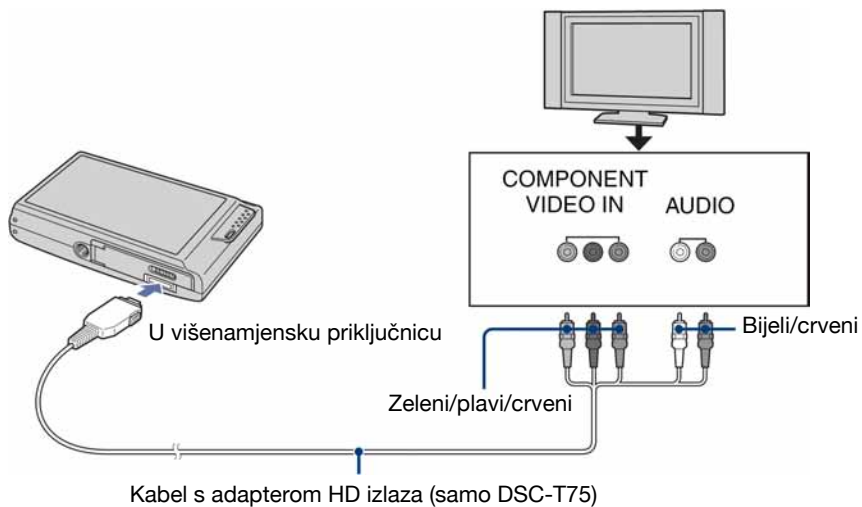 COMPONENT
VIDEO IN
AUDIO
U višenamjensku priključnicu
Bijeli/crveni
Zeleni/plavi/crveni
Kabel s adapterom HD izlaza (samo DSC-T75)